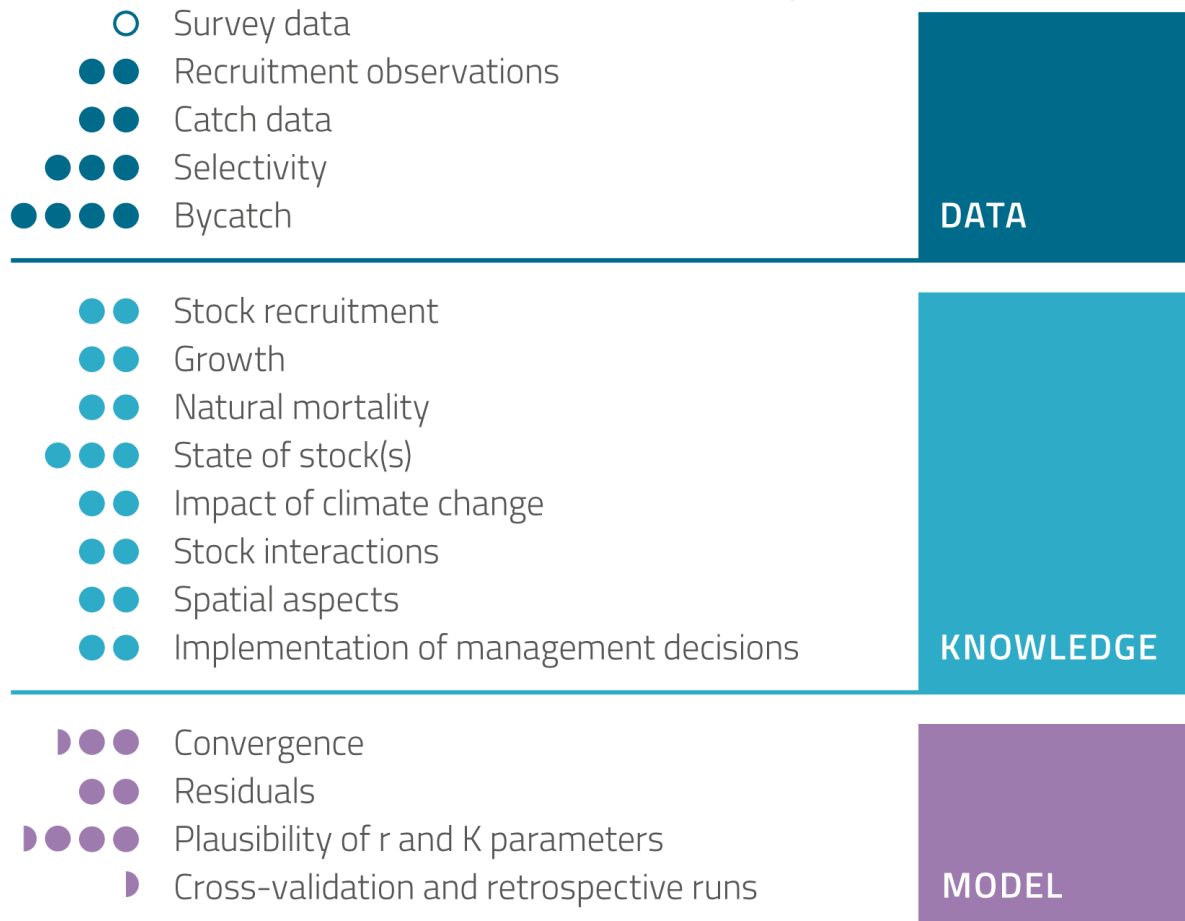 Survey data
Recruitment observations
Catch data
Selectivity
Bycatch
DATA
Stock recruitment
Growth
Natural mortality
State of stock(s)
Impact of climate change
Stock interactions
Spatial aspects
Implementation of management decisions
KNOWLEDGE
Convergence
Residuals
Plausibility of r and K parameters
Cross-validation and retrospective runs
MODEL